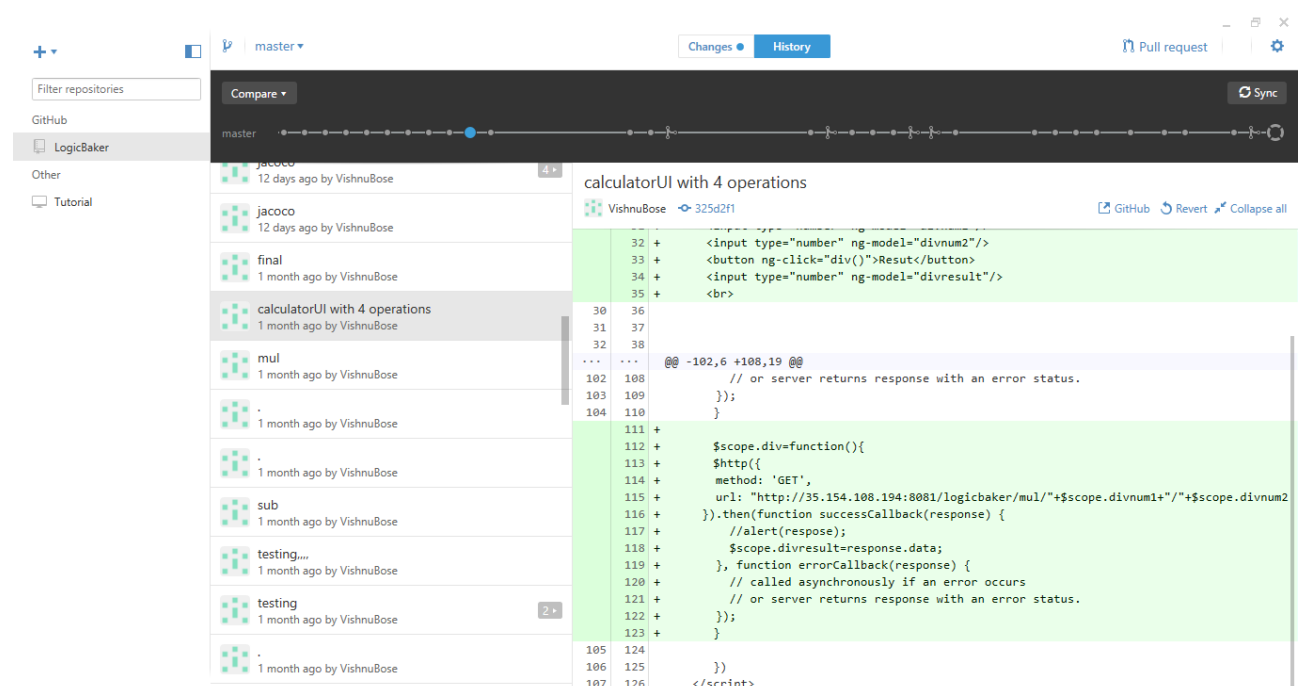 master
Changes
History
Pull request
Filter repositories
GitHub
LogicBaker
Other
Tutorial
Compare
Sync
master
jacoco
12 days ago by VishnuBose
4
jacoco
12 days ago by VishnuBose
final
1 month ago by VishnuBose
calculatorUI with 4 operations
1 month ago by VishnuBose
mul
1 month ago by VishnuBose
.
1 month ago by VishnuBose
.
1 month ago by VishnuBose
sub
1 month ago by VishnuBose
testing,,,,
1 month ago by VishnuBose
testing
1 month ago by VishnuBose
2
.
1 month ago by VishnuBose
calculatorUI with 4 operations
VishnuBose 325d2f1
GitHub Revert Collapse all
32 + <input type="number" ng-model="divnum2"/>
33 + <button ng-click="div()">Resut</button>
34 + <input type="number" ng-model="divresult"/>
35 + <br>
30 36
31 37
32 38
... ... @@ -102,6 +108,19 @@
102 108 // or server returns response with an error status.
103 109 });
104 110 }
111 +
112 + $scope.div=function(){
113 + $http({
114 + method: 'GET',
115 + url: "http://35.154.108.194:8081/logicbaker/mul/"+$scope.divnum1+"/"+$scope.divnum2
116 + }).then(function successCallback(response) {
117 + //alert(respose);
118 + $scope.divresult=response.data;
119 + }, function errorCallback(response) {
120 + // called asynchronously if an error occurs
121 + // or server returns response with an error status.
122 + });
123 + }
105 124
106 125 })
107 126 </script>